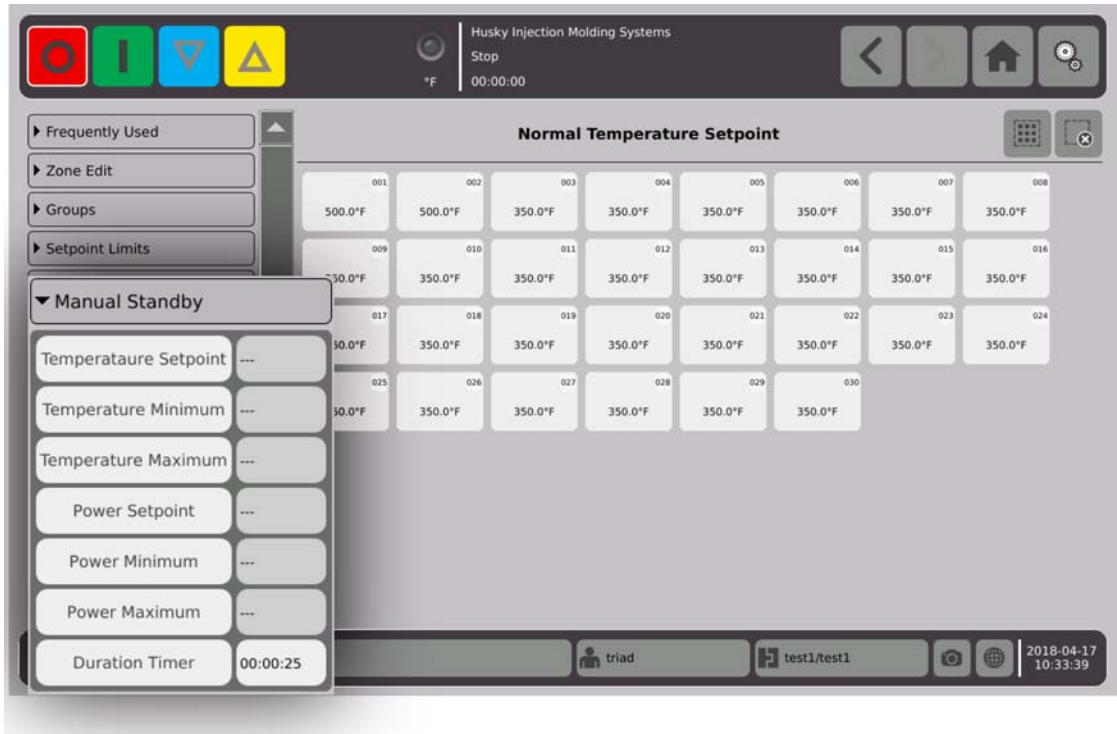 Husky Injection Molding Systems
Stop
°F
00:00:00
Frequently Used
Zone Edit
Groups
Setpoint Limits
Normal Temperature Setpoint
001 002 003 004 005 006 007 008
500.0°F 500.0°F 350.0°F 350.0°F 350.0°F 350.0°F 350.0°F 350.0°F
009 010 011 012 013 014 015 016
50.0°F 350.0°F 350.0°F 350.0°F 350.0°F 350.0°F 350.0°F 350.0°F
017 018 019 020 021 022 023 024
50.0°F 350.0°F 350.0°F 350.0°F 350.0°F 350.0°F 350.0°F 350.0°F
025 026 027 028 029 030
50.0°F 350.0°F 350.0°F 350.0°F 350.0°F 350.0°F
Manual Standby
Temperataure Setpoint ---
Temperature Minimum ---
Temperature Maximum ---
Power Setpoint ---
Power Minimum ---
Power Maximum ---
Duration Timer 00:00:25
triad
test1/test1
2018-04-17
10:33:39